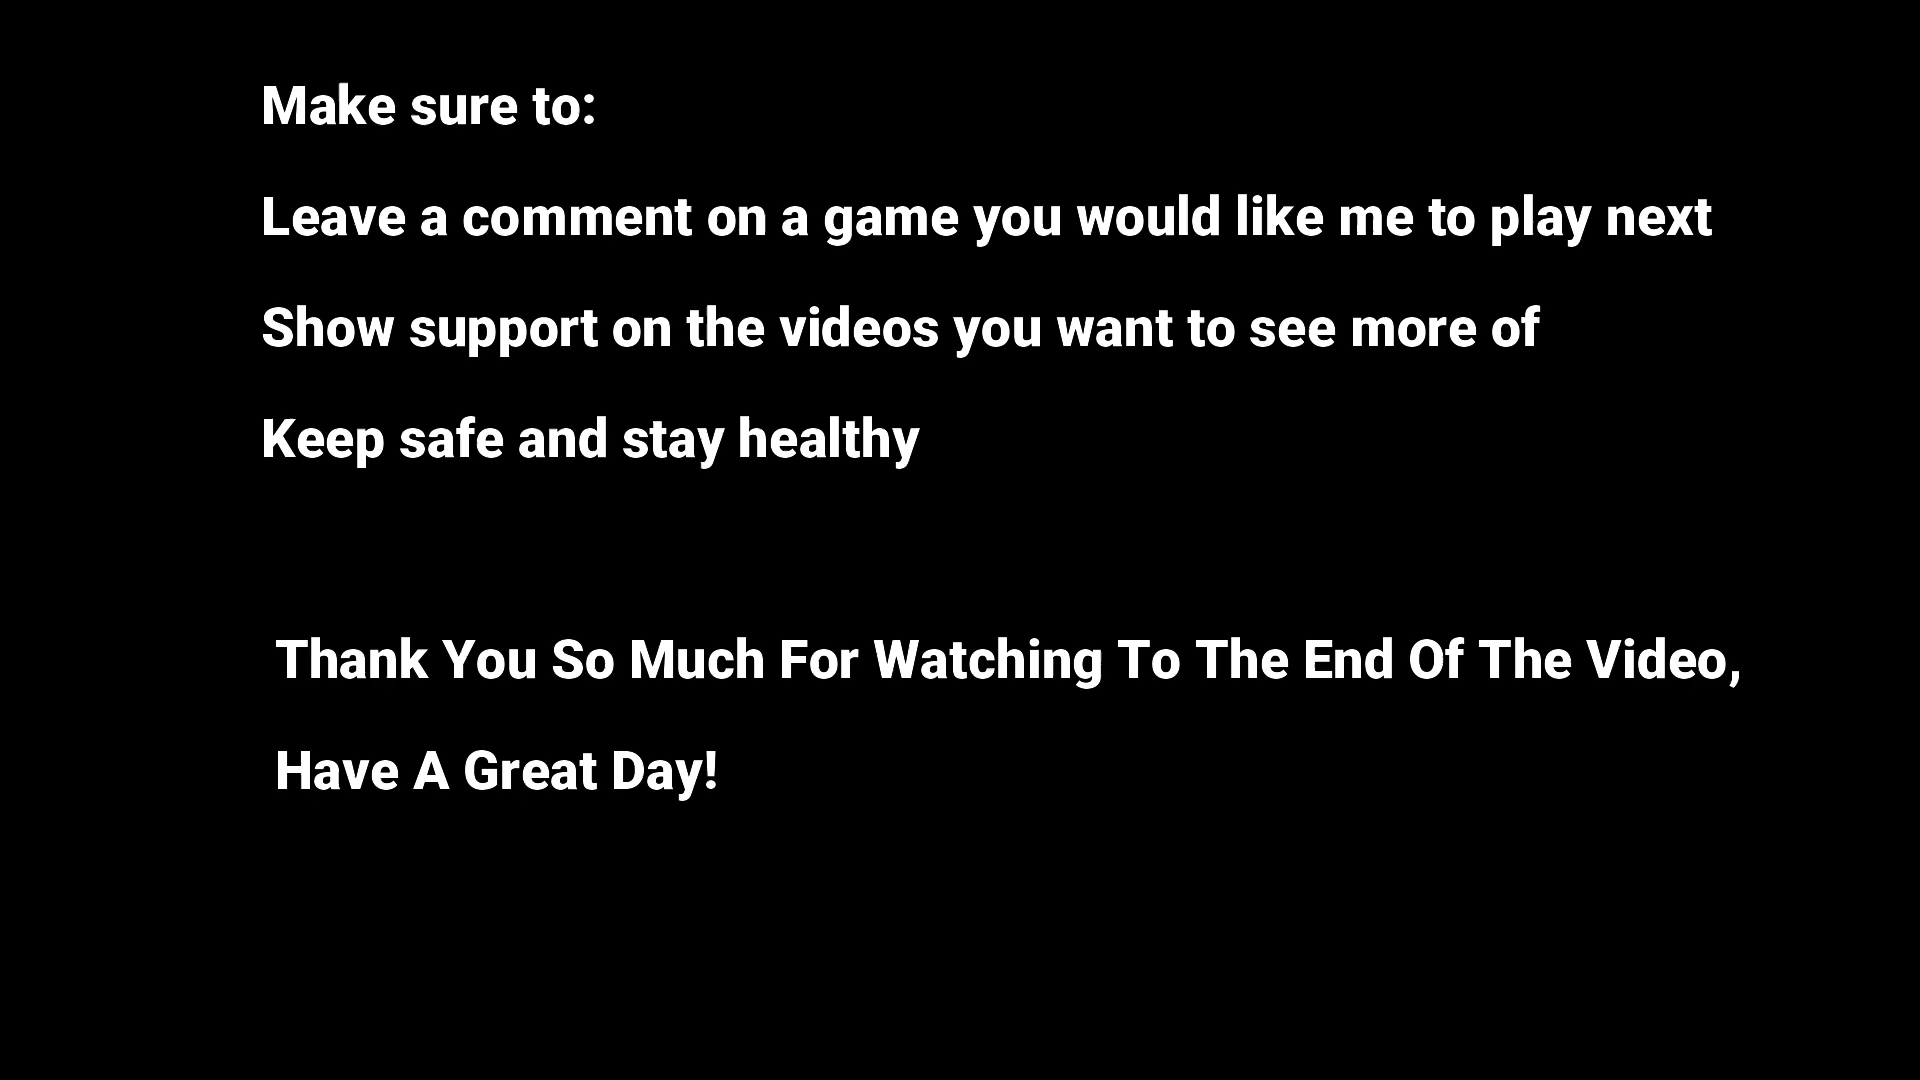 Make sure to:
Leave a comment on a game you would like me to play next
Show support on the videos you want to see more of
Keep safe and stay healthy
Thank You So Much For Watching To The End Of The Video,
Have A Great Day!